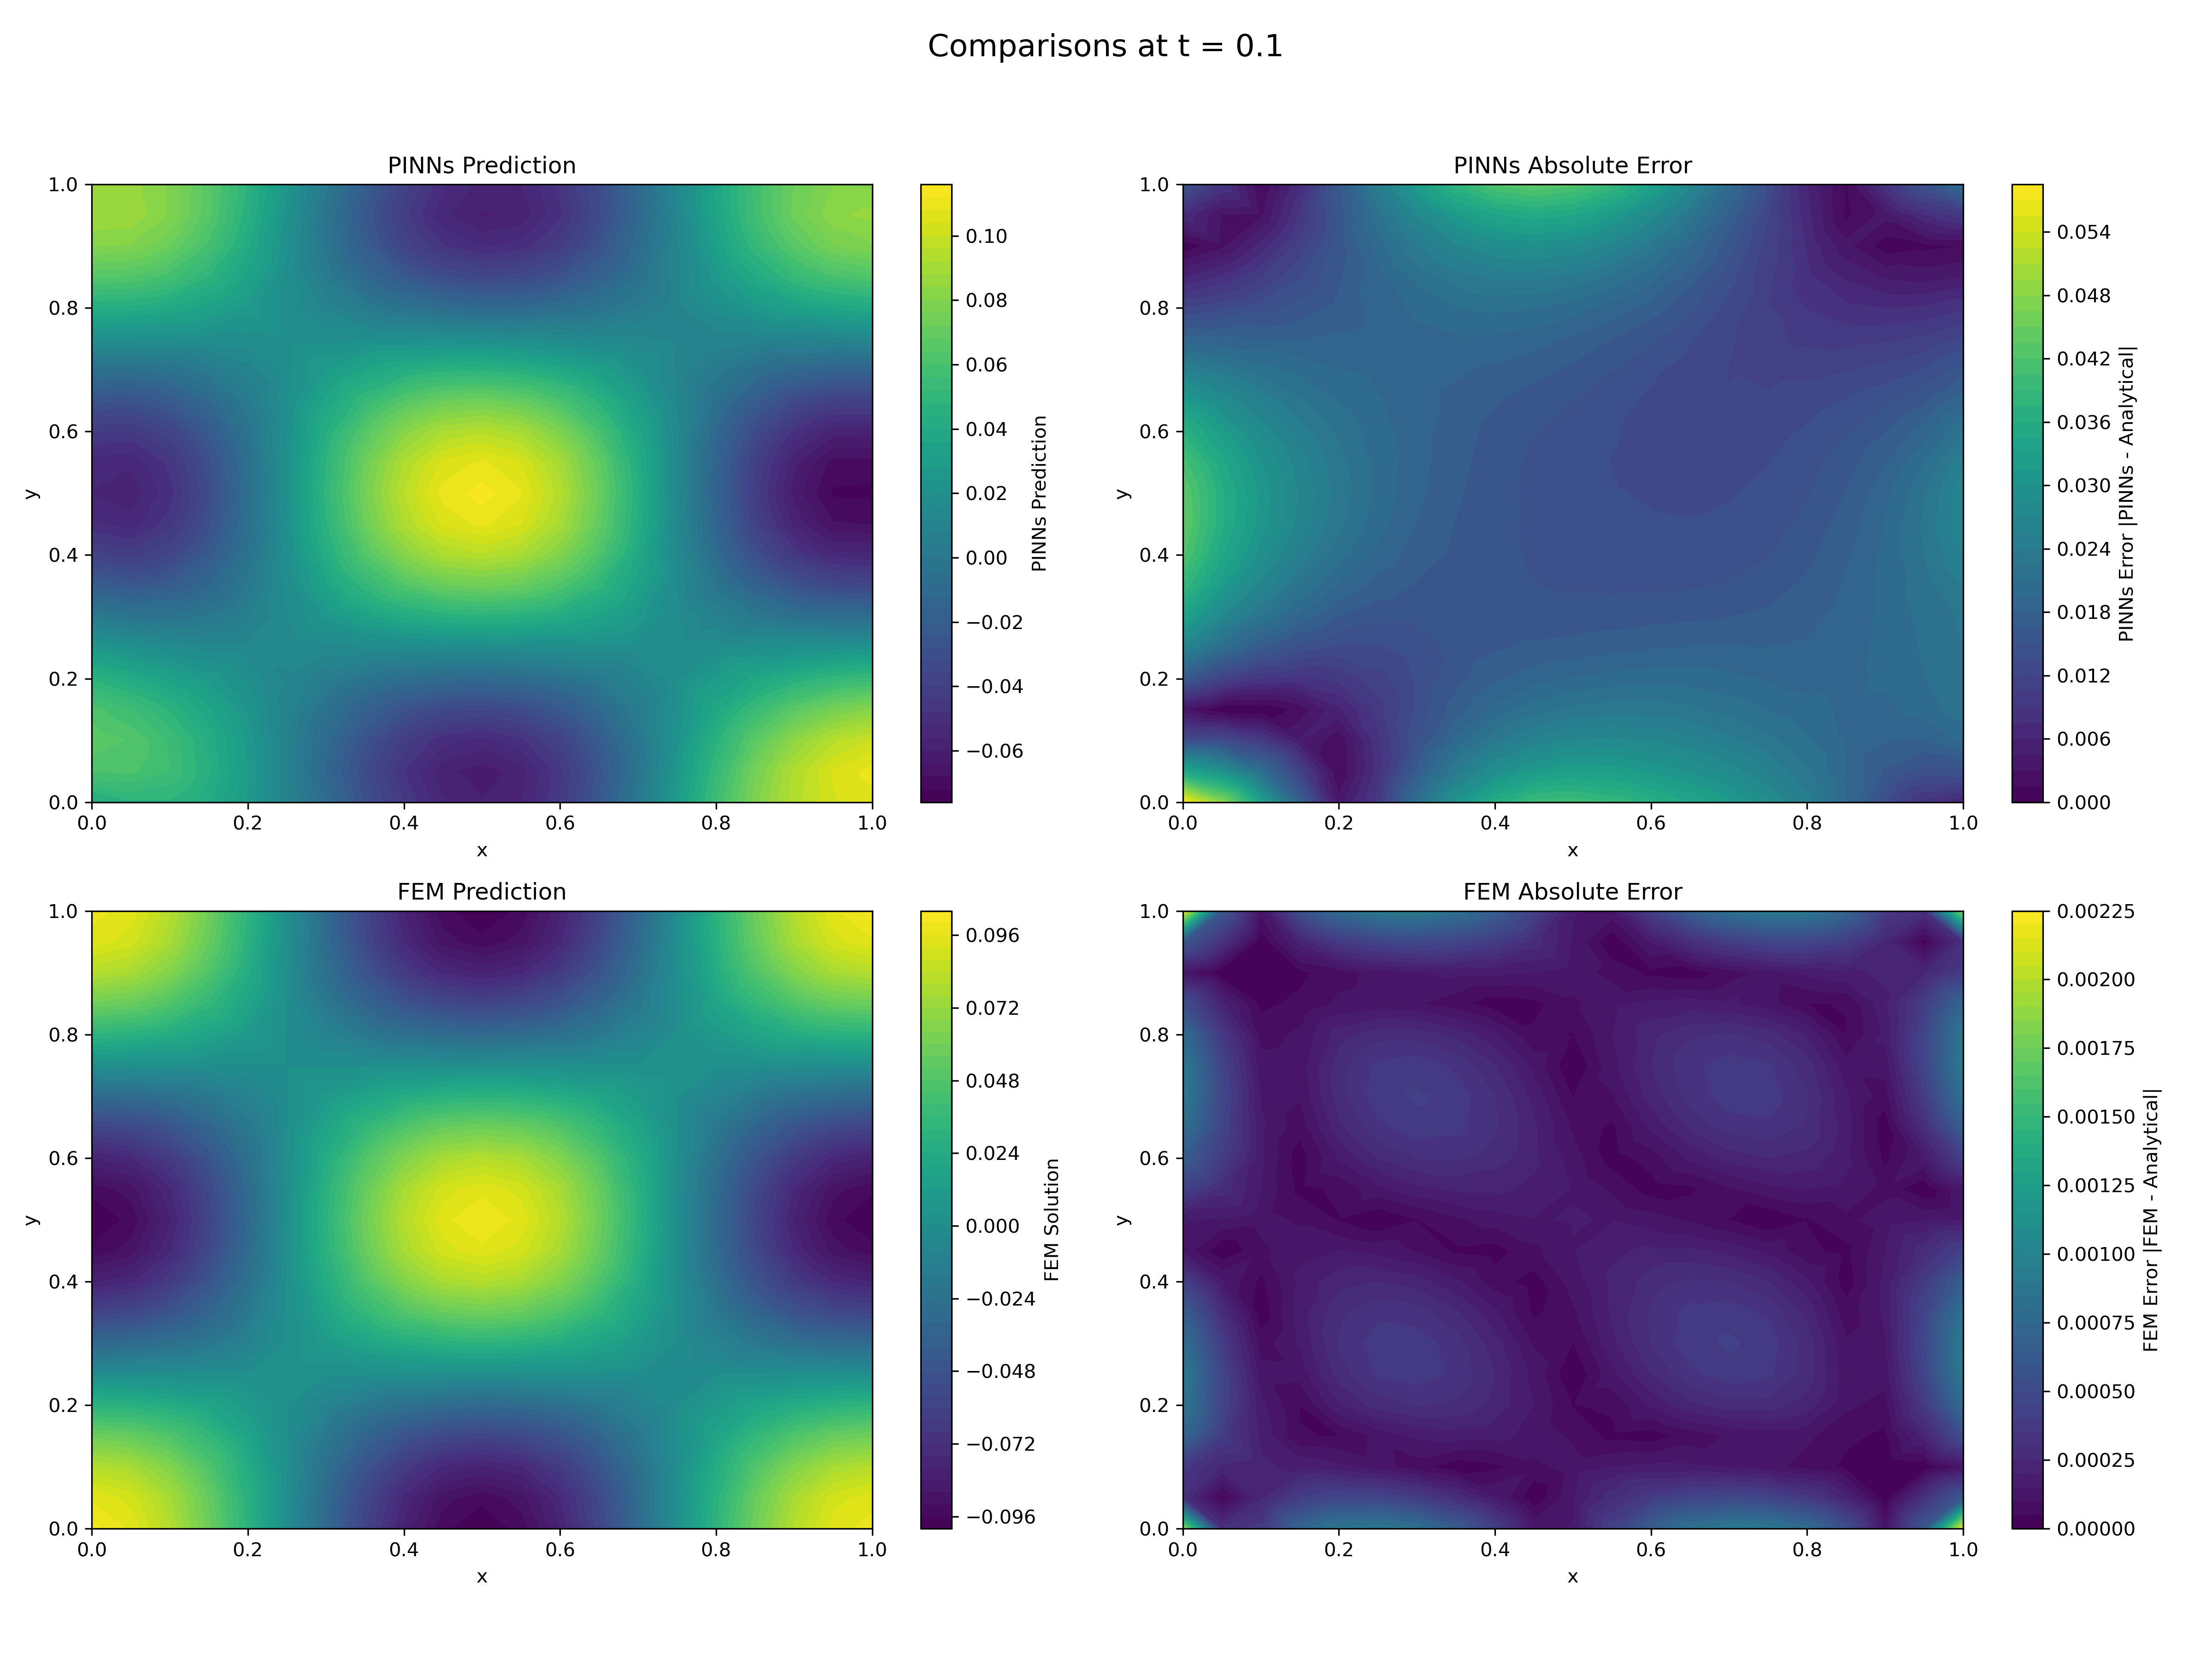 Comparisons at t = 0.1
PINNs Prediction
1.0
0.8
0.6
0.4
0.2
0.0
y
0.0 0.2 0.4 0.6 0.8 1.0
x
0.10
0.08
0.06
0.04
0.02
0.00
−0.02
−0.04
−0.06
PINNs Prediction
PINNs Absolute Error
1.0
0.8
0.6
0.4
0.2
0.0
y
0.0 0.2 0.4 0.6 0.8 1.0
x
0.054
0.048
0.042
0.036
0.030
0.024
0.018
0.012
0.006
0.000
PINNs Error |PINNs - Analytical|
FEM Prediction
1.0
0.8
0.6
0.4
0.2
0.0
y
0.0 0.2 0.4 0.6 0.8 1.0
x
0.096
0.072
0.048
0.024
0.000
−0.024
−0.048
−0.072
−0.096
FEM Solution
FEM Absolute Error
1.0
0.8
0.6
0.4
0.2
0.0
y
0.0 0.2 0.4 0.6 0.8 1.0
x
0.00225
0.00200
0.00175
0.00150
0.00125
0.00100
0.00075
0.00050
0.00025
0.00000
FEM Error |FEM - Analytical|